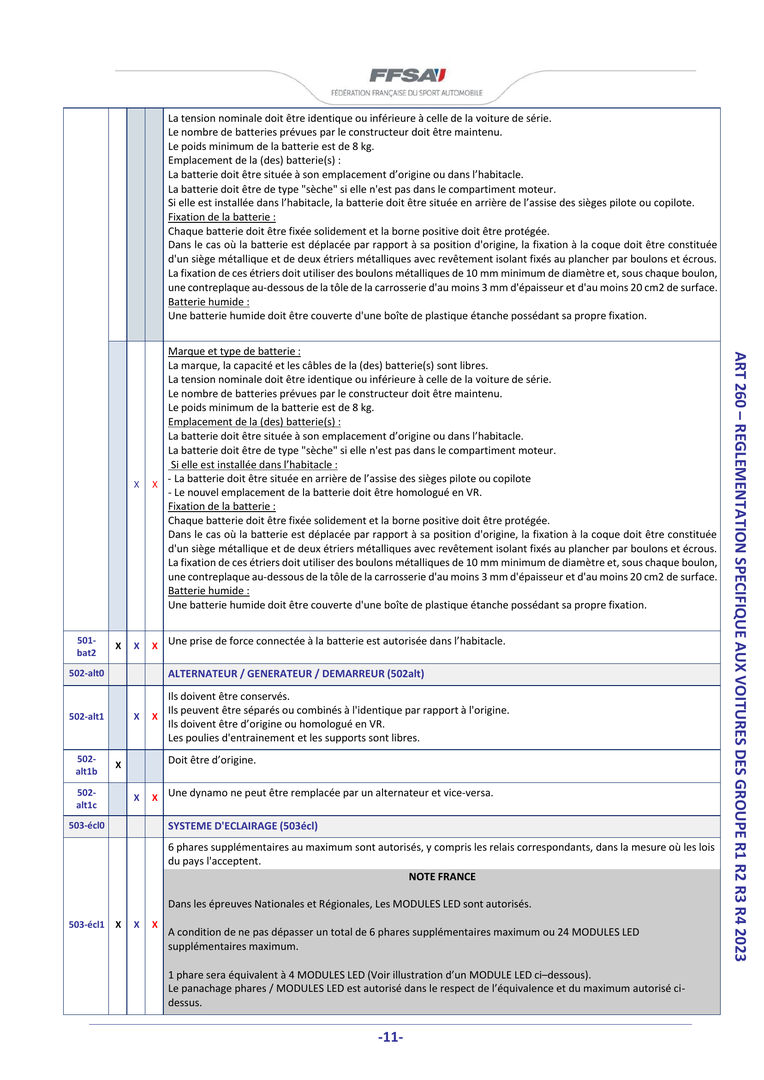 FFSA
FÉDÉRATION FRANÇAISE DU SPORT AUTOMOBILE
La tension nominale doit être identique ou inférieure à celle de la voiture de série.
Le nombre de batteries prévues par le constructeur doit être maintenu.
Le poids minimum de la batterie est de 8 kg.
Emplacement de la (des) batterie(s) :
La batterie doit être située à son emplacement d’origine ou dans l’habitacle.
La batterie doit être de type "sèche" si elle n'est pas dans le compartiment moteur.
Si elle est installée dans l’habitacle, la batterie doit être située en arrière de l’assise des sièges pilote ou copilote.
Fixation de la batterie :
Chaque batterie doit être fixée solidement et la borne positive doit être protégée.
Dans le cas où la batterie est déplacée par rapport à sa position d'origine, la fixation à la coque doit être constituée
d'un siège métallique et de deux étriers métalliques avec revêtement isolant fixés au plancher par boulons et écrous.
La fixation de ces étriers doit utiliser des boulons métalliques de 10 mm minimum de diamètre et, sous chaque boulon,
une contreplaque au-dessous de la tôle de la carrosserie d'au moins 3 mm d'épaisseur et d'au moins 20 cm2 de surface.
Batterie humide :
Une batterie humide doit être couverte d'une boîte de plastique étanche possédant sa propre fixation.
X X
Marque et type de batterie :
La marque, la capacité et les câbles de la (des) batterie(s) sont libres.
La tension nominale doit être identique ou inférieure à celle de la voiture de série.
Le nombre de batteries prévues par le constructeur doit être maintenu.
Le poids minimum de la batterie est de 8 kg.
Emplacement de la (des) batterie(s) :
La batterie doit être située à son emplacement d’origine ou dans l’habitacle.
La batterie doit être de type "sèche" si elle n'est pas dans le compartiment moteur.
Si elle est installée dans l’habitacle :
- La batterie doit être située en arrière de l’assise des sièges pilote ou copilote
- Le nouvel emplacement de la batterie doit être homologué en VR.
Fixation de la batterie :
Chaque batterie doit être fixée solidement et la borne positive doit être protégée.
Dans le cas où la batterie est déplacée par rapport à sa position d'origine, la fixation à la coque doit être constituée
d'un siège métallique et de deux étriers métalliques avec revêtement isolant fixés au plancher par boulons et écrous.
La fixation de ces étriers doit utiliser des boulons métalliques de 10 mm minimum de diamètre et, sous chaque boulon,
une contreplaque au-dessous de la tôle de la carrosserie d'au moins 3 mm d'épaisseur et d'au moins 20 cm2 de surface.
Batterie humide :
Une batterie humide doit être couverte d'une boîte de plastique étanche possédant sa propre fixation.
501-
bat2
X X X
Une prise de force connectée à la batterie est autorisée dans l’habitacle.
502-alt0
ALTERNATEUR / GENERATEUR / DEMARREUR (502alt)
502-alt1
X X
Ils doivent être conservés.
Ils peuvent être séparés ou combinés à l'identique par rapport à l'origine.
Ils doivent être d’origine ou homologué en VR.
Les poulies d'entrainement et les supports sont libres.
502-
alt1b
X
Doit être d’origine.
502-
alt1c
X X
Une dynamo ne peut être remplacée par un alternateur et vice-versa.
503-écl0
SYSTEME D'ECLAIRAGE (503écl)
503-écl1
X X X
6 phares supplémentaires au maximum sont autorisés, y compris les relais correspondants, dans la mesure où les lois
du pays l'acceptent.
NOTE FRANCE
Dans les épreuves Nationales et Régionales, Les MODULES LED sont autorisés.
A condition de ne pas dépasser un total de 6 phares supplémentaires maximum ou 24 MODULES LED
supplémentaires maximum.
1 phare sera équivalent à 4 MODULES LED (Voir illustration d’un MODULE LED ci–dessous).
Le panachage phares / MODULES LED est autorisé dans le respect de l’équivalence et du maximum autorisé ci-
dessus.
ART 260 – REGLEMENTATION SPECIFIQUE AUX VOITURES DES GROUPE R1 R2 R3 R4 2023
-11-